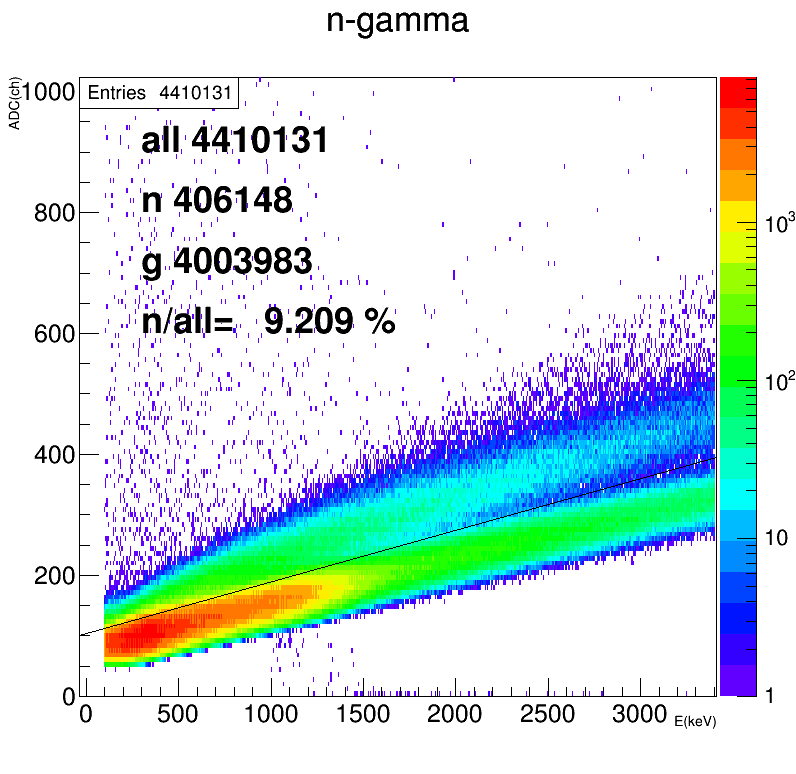 n-gamma
ADC(ch)
Entries 4410131
all 4410131
n 406148
g 4003983
n/all= 9.209 %
1000
800
600
400
200
0
10³
10²
10
1
0 500 1000 1500 2000 2500 3000
E(keV)